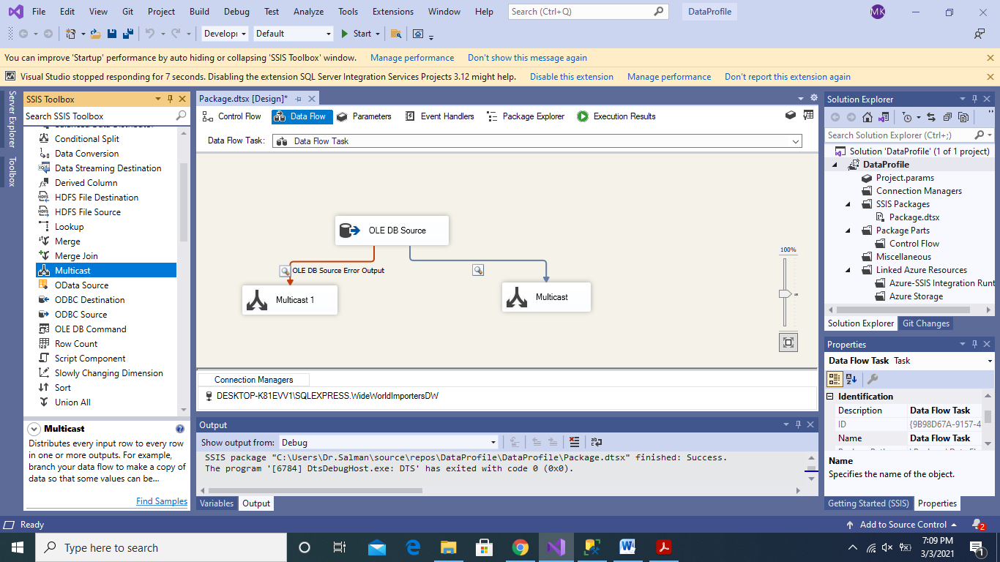 File Edit View Git Project Build Debug Test Analyze Tools Extensions Window Help Search (Ctrl+Q) DataProfile MK
Developi Default Start
You can improve 'Startup' performance by auto hiding or collapsing 'SSIS Toolbox' window. Manage performance Don't show this message again
Visual Studio stopped responding for 7 seconds. Disabling the extension SQL Server Integration Services Projects 3.12 might help. Disable this extension Manage performance Don't report this extension again
Server Explorer
Toolbox
SSIS Toolbox
Search SSIS Toolbox
Balanced Data Distributor
Conditional Split
Data Conversion
Data Streaming Destination
Derived Column
HDFS File Destination
HDFS File Source
Lookup
Merge
Merge Join
Multicast
OData Source
ODBC Destination
ODBC Source
OLE DB Command
Row Count
Script Component
Slowly Changing Dimension
Sort
Union All
Multicast
Distributes every input row to every row
in one or more outputs. For example,
branch your data flow to make a copy of
data so that some values can be...
Find Samples
Package.dtsx [Design]*
Control Flow Data Flow Parameters Event Handlers Package Explorer Execution Results
Data Flow Task: Data Flow Task
OLE DB Source
OLE DB Source Error Output
Multicast 1
Multicast
100%
Connection Managers
DESKTOP-K81EVV1\SQLEXPRESS.WideWorldImportersDW
Output
Show output from: Debug
SSIS package "C:\Users\Dr.Salman\source\repos\DataProfile\DataProfile\Package.dtsx" finished: Success.
The program '[6784] DtsDebugHost.exe: DTS' has exited with code 0 (0x0).
Variables Output
Solution Explorer
Search Solution Explorer (Ctrl+;)
Solution 'DataProfile' (1 of 1 project)
DataProfile
Project.params
Connection Managers
SSIS Packages
Package.dtsx
Package Parts
Control Flow
Miscellaneous
Linked Azure Resources
Azure-SSIS Integration Runt
Azure Storage
Solution Explorer Git Changes
Properties
Data Flow Task Task
Identification
Description Data Flow Task
ID {9B98D67A-9157-4
Name Data Flow Task
Name
Specifies the name of the object.
Getting Started (SSIS) Properties
Ready Add to Source Control 2
Type here to search
7:09 PM
3/3/2021
1